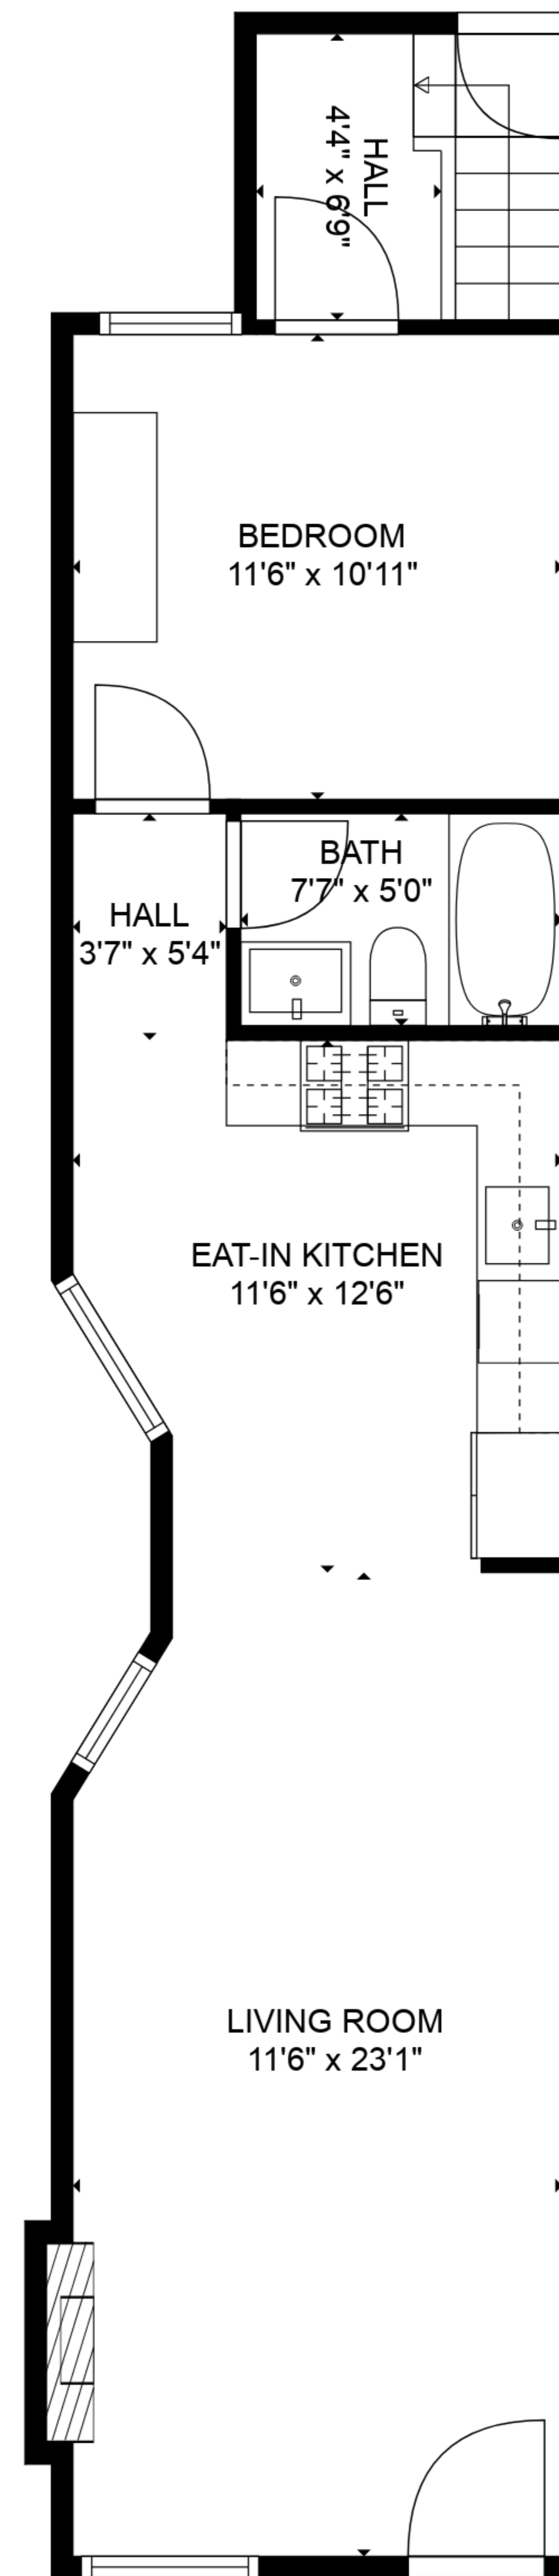 HALL
4'4" x 6'9"
BEDROOM
11'6" x 10'11"
BATH
7'7" x 5'0"
HALL
3'7" x 5'4"
EAT-IN KITCHEN
11'6" x 12'6"
LIVING ROOM
11'6" x 23'1"